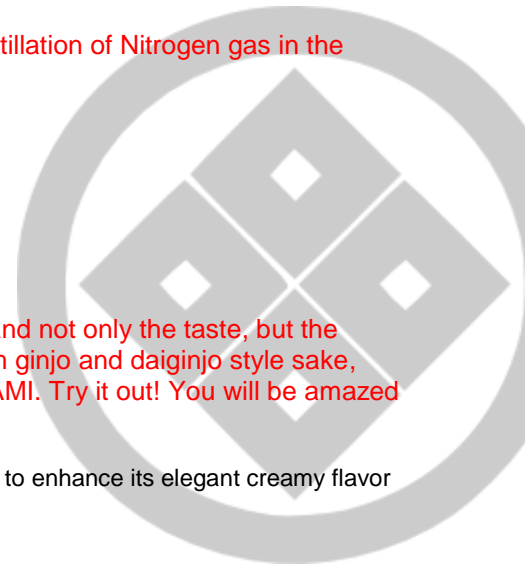 tillation of Nitrogen gas in the
nd not only the taste, but the
ginjo and daiginjo style sake,
AMI. Try it out! You will be amazed
to enhance its elegant creamy flavor